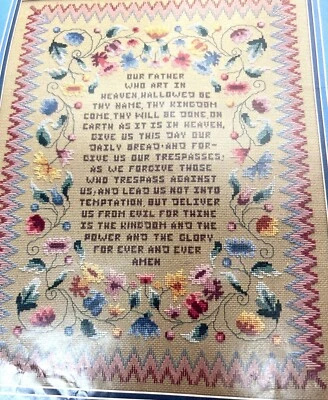 OUR FATHER
WHO ART IN
HEAVEN, HALLOWED BE
THY NAME, THY KINGDOM
COME, THY WILL BE DONE, ON
EARTH AS IT IS IN HEAVEN,
GIVE US THIS DAY OUR
DAILY BREAD, AND FOR-
GIVE US OUR TRESPASSES,
AS WE FORGIVE THOSE
WHO TRESPASS AGAINST
US, AND LEAD US NOT INTO
TEMPTATION, BUT DELIVER
US FROM EVIL FOR THINE
IS THE KINGDOM AND THE
POWER AND THE GLORY
FOR EVER AND EVER
AMEN